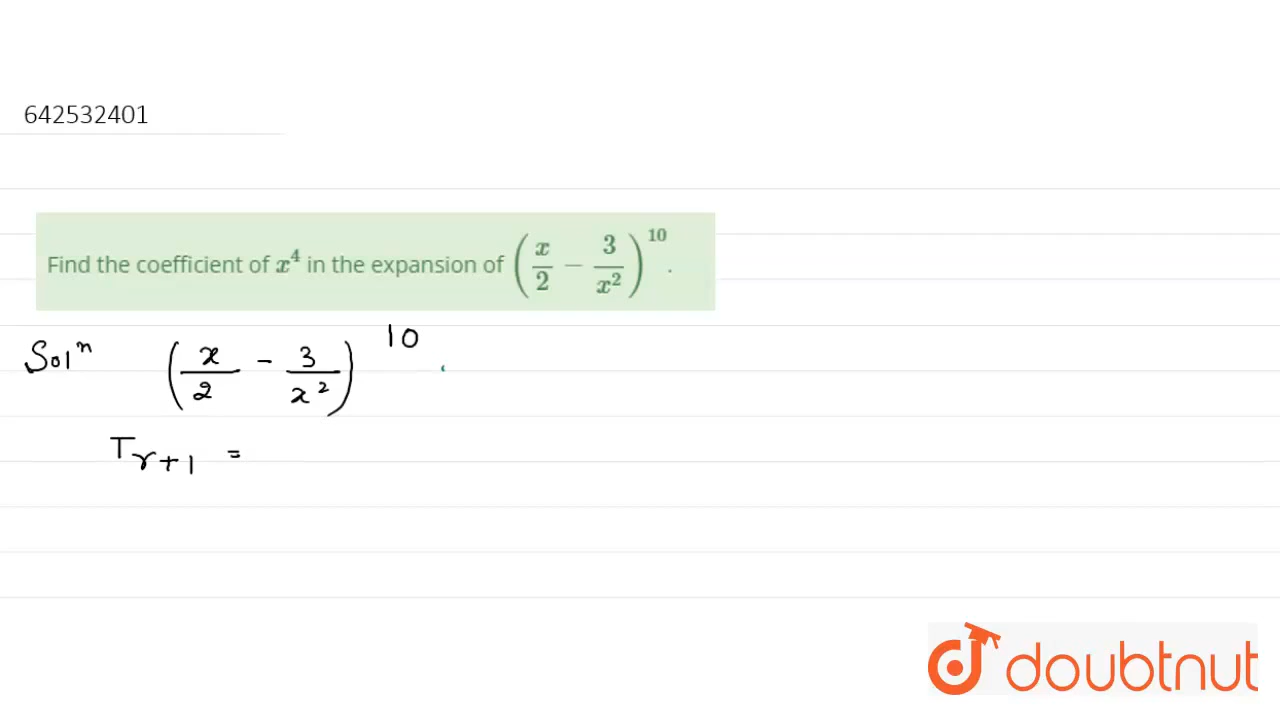 642532401
Find the coefficient of x^4 in the expansion of (x/2 − 3/x^2)^10.
Sol^n (x/2 − 3/x^2)^10
T_{r+1} =
doubtnut